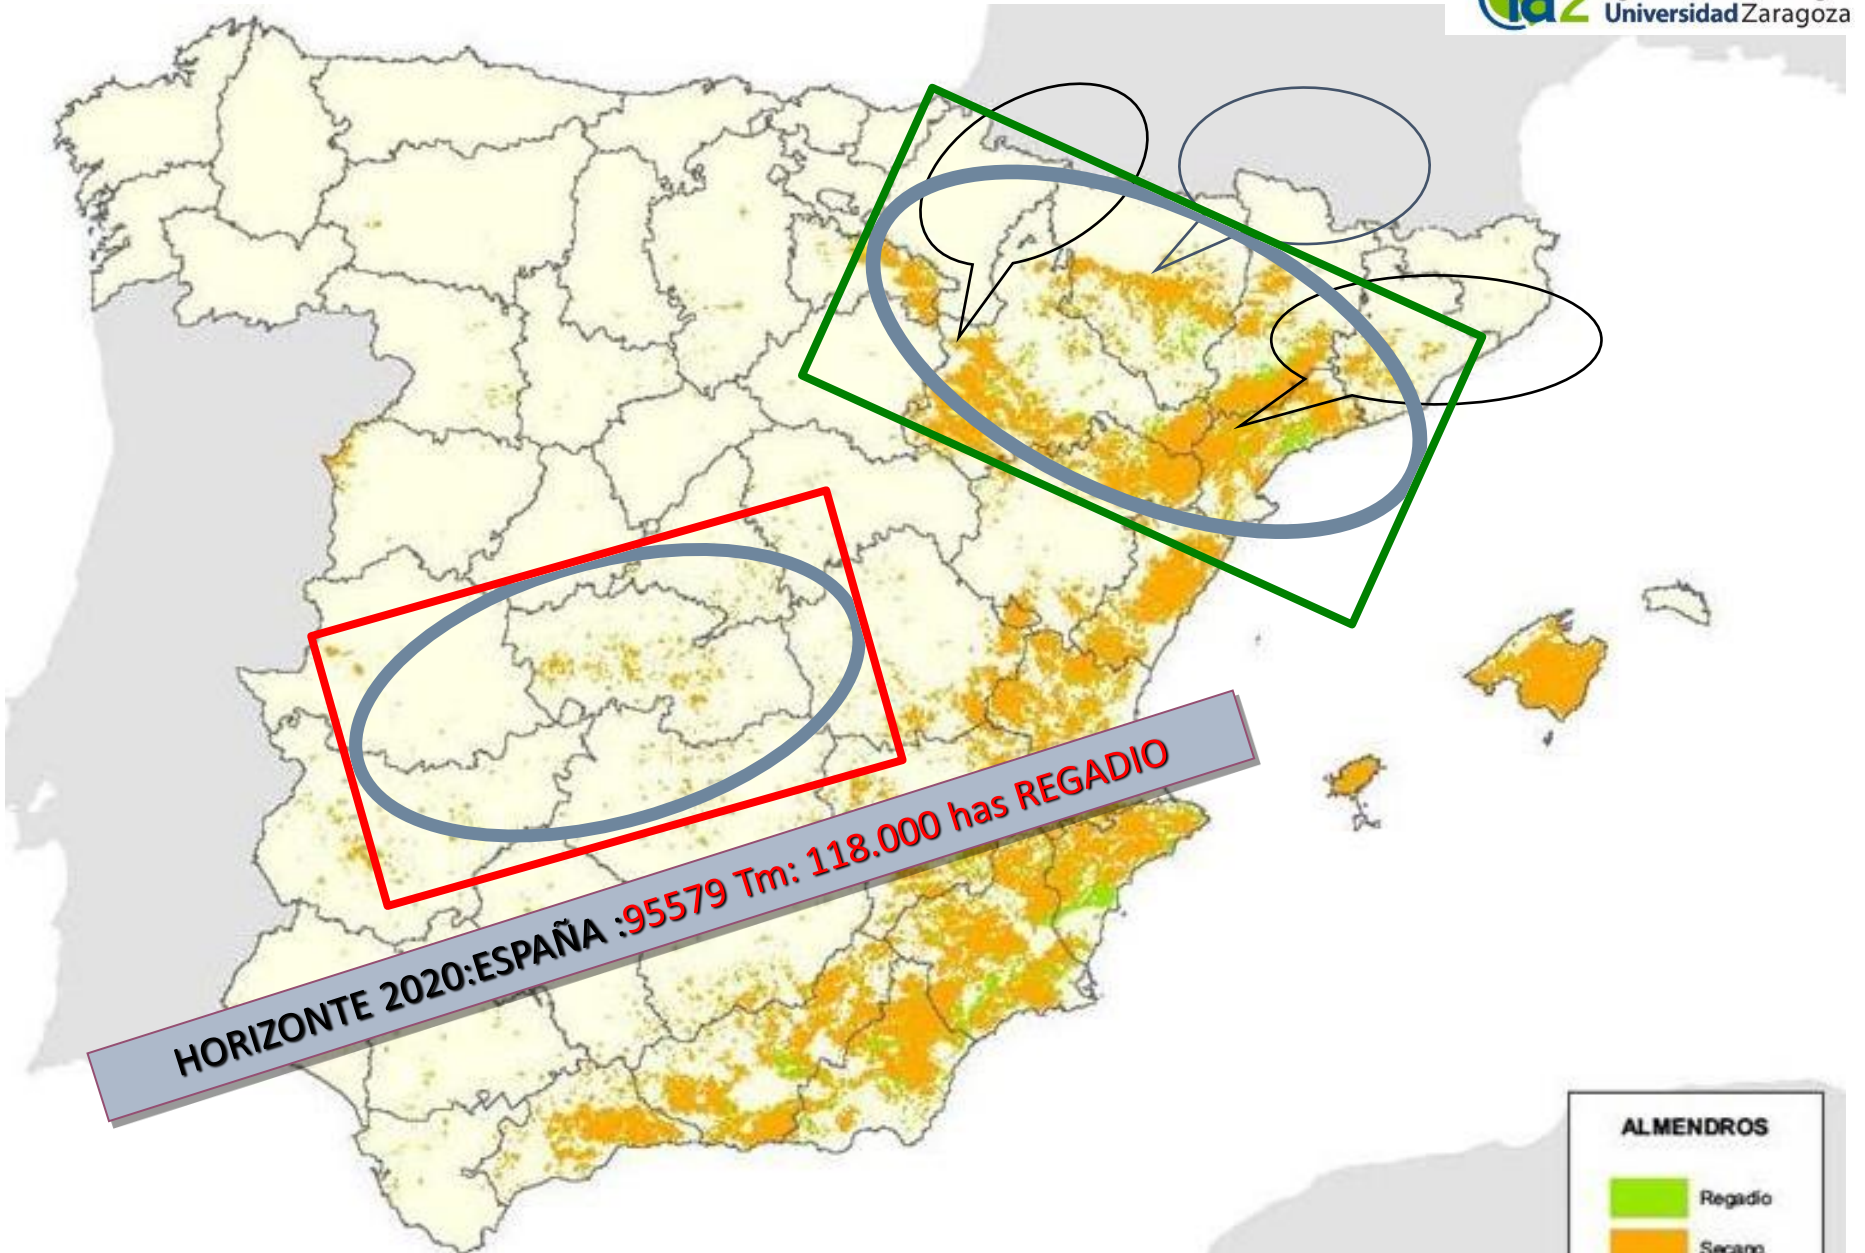 Universidad Zaragoza
HORIZONTE 2020:ESPAÑA :95579 Tm: 118.000 has REGADIO
ALMENDROS
Regadío
Secano